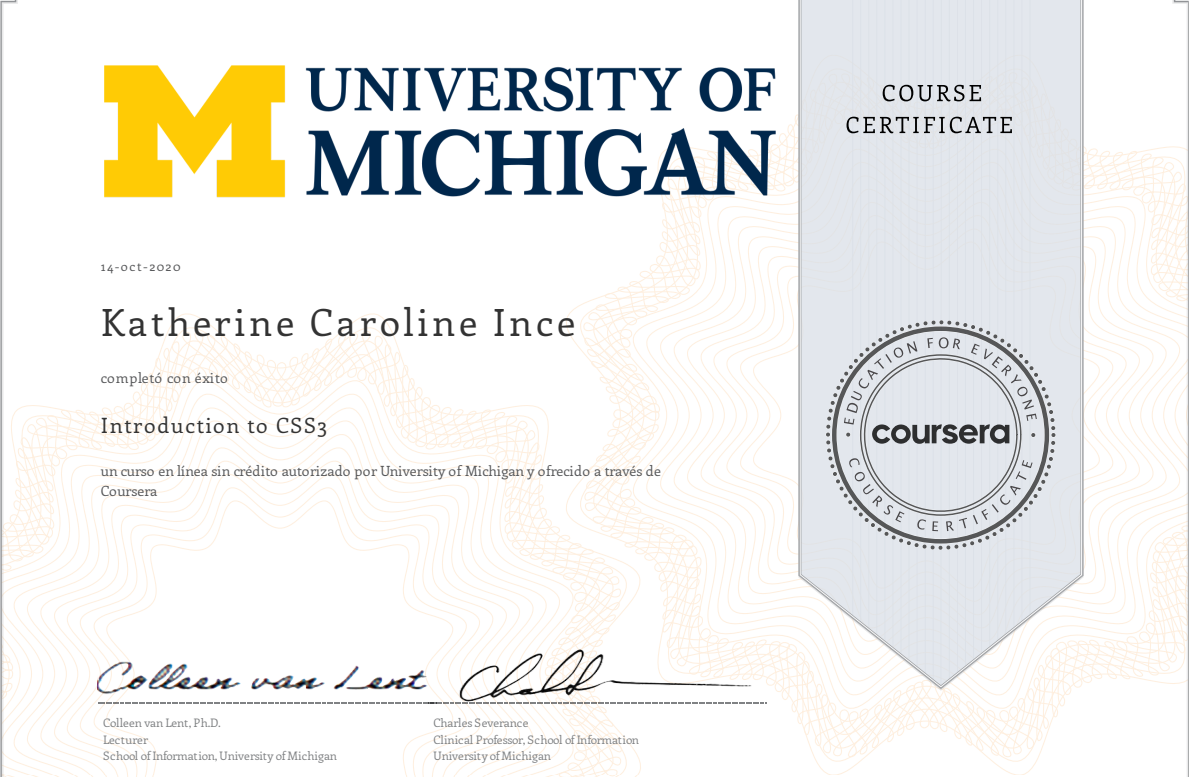 UNIVERSITY OF
MICHIGAN
COURSE
CERTIFICATE
14-oct-2020
Katherine Caroline Ince
completó con éxito
Introduction to CSS3
un curso en línea sin crédito autorizado por University of Michigan y ofrecido a través de
Coursera
EDUCATION FOR EVERYONE
coursera
COURSE CERTIFICATE
Colleen van Lent
Colleen van Lent, Ph.D.
Lecturer
School of Information, University of Michigan
Charles Severance
Clinical Professor, School of Information
University of Michigan